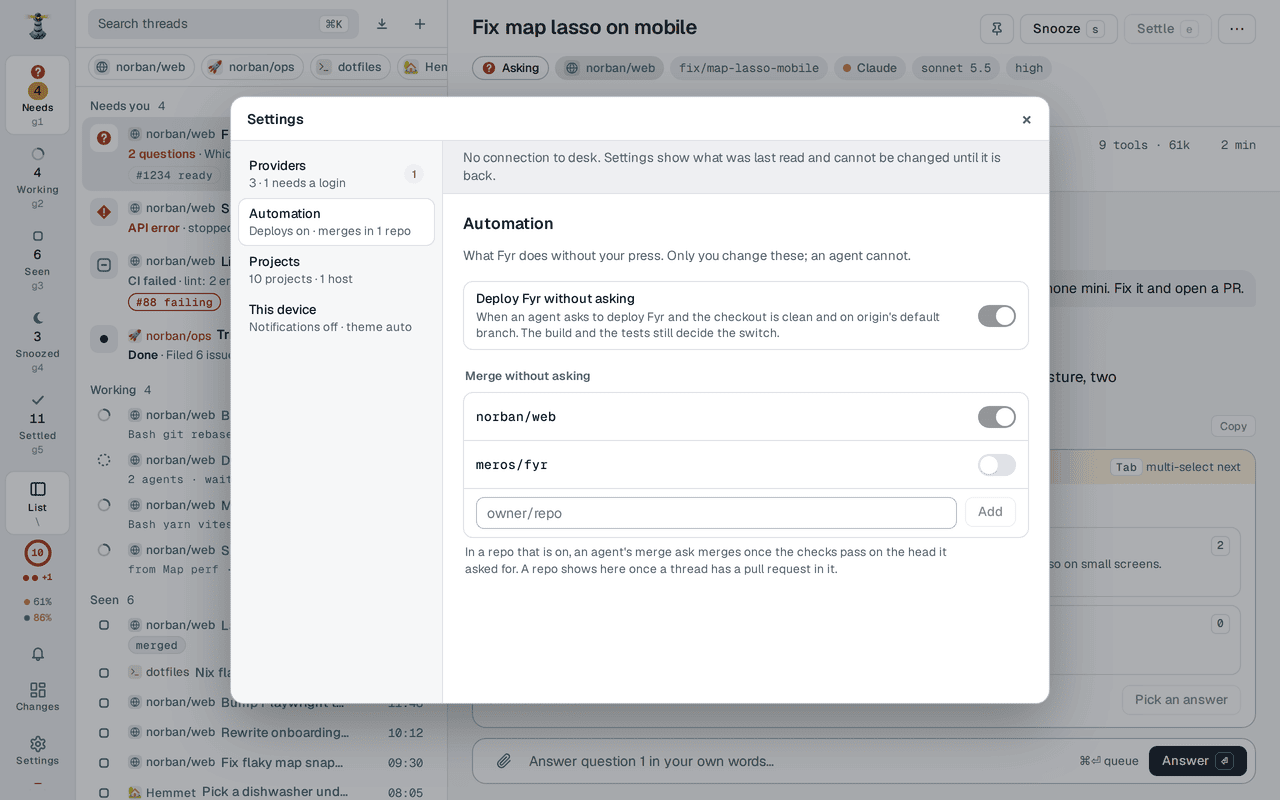 Search threads ⌘K
Needs
4
g1
4
Working
g2
6
Seen
g3
3
Snoozed
g4
11
Settled
g5
List
\
10
+1
61%
86%
Changes
Settings
norban/web
norban/ops
dotfiles
Hem
Needs you 4
norban/web F
2 questions
#1234 ready
norban/web S
API error · stopped
norban/web Li
CI failed · lint: 2 er
#88 failing
norban/ops Tr
Done · Filed 6 issue
Working 4
norban/web B
Bash git rebase
norban/web D
2 agents · wait
norban/web M
Bash yarn vites
norban/web S
from Map perf
Seen 6
norban/web
merged
dotfiles Nix fla
norban/web
norban/web Rewrite onboarding… 10:12
norban/web Fix flaky map snap… 09:30
Hemmet Pick a dishwasher und… 08:05
Fix map lasso on mobile
Snooze s
Settle e
Asking
norban/web
fix/map-lasso-mobile
Claude
sonnet 5.5
high
9 tools · 61k 2 min
one mini. Fix it and open a PR.
sture, two
Copy
Tab multi-select next
2
so on small screens.
0
Pick an answer
Answer question 1 in your own words…
⌘⏎ queue
Answer ⏎
Settings
×
Providers
3 · 1 needs a login
1
Automation
Deploys on · merges in 1 repo
Projects
10 projects · 1 host
This device
Notifications off · theme auto
No connection to desk. Settings show what was last read and cannot be changed until it is
back.
Automation
What Fyr does without your press. Only you change these; an agent cannot.
Deploy Fyr without asking
When an agent asks to deploy Fyr and the checkout is clean and on origin's default
branch. The build and the tests still decide the switch.
Merge without asking
norban/web
meros/fyr
owner/repo
Add
In a repo that is on, an agent's merge ask merges once the checks pass on the head it
asked for. A repo shows here once a thread has a pull request in it.